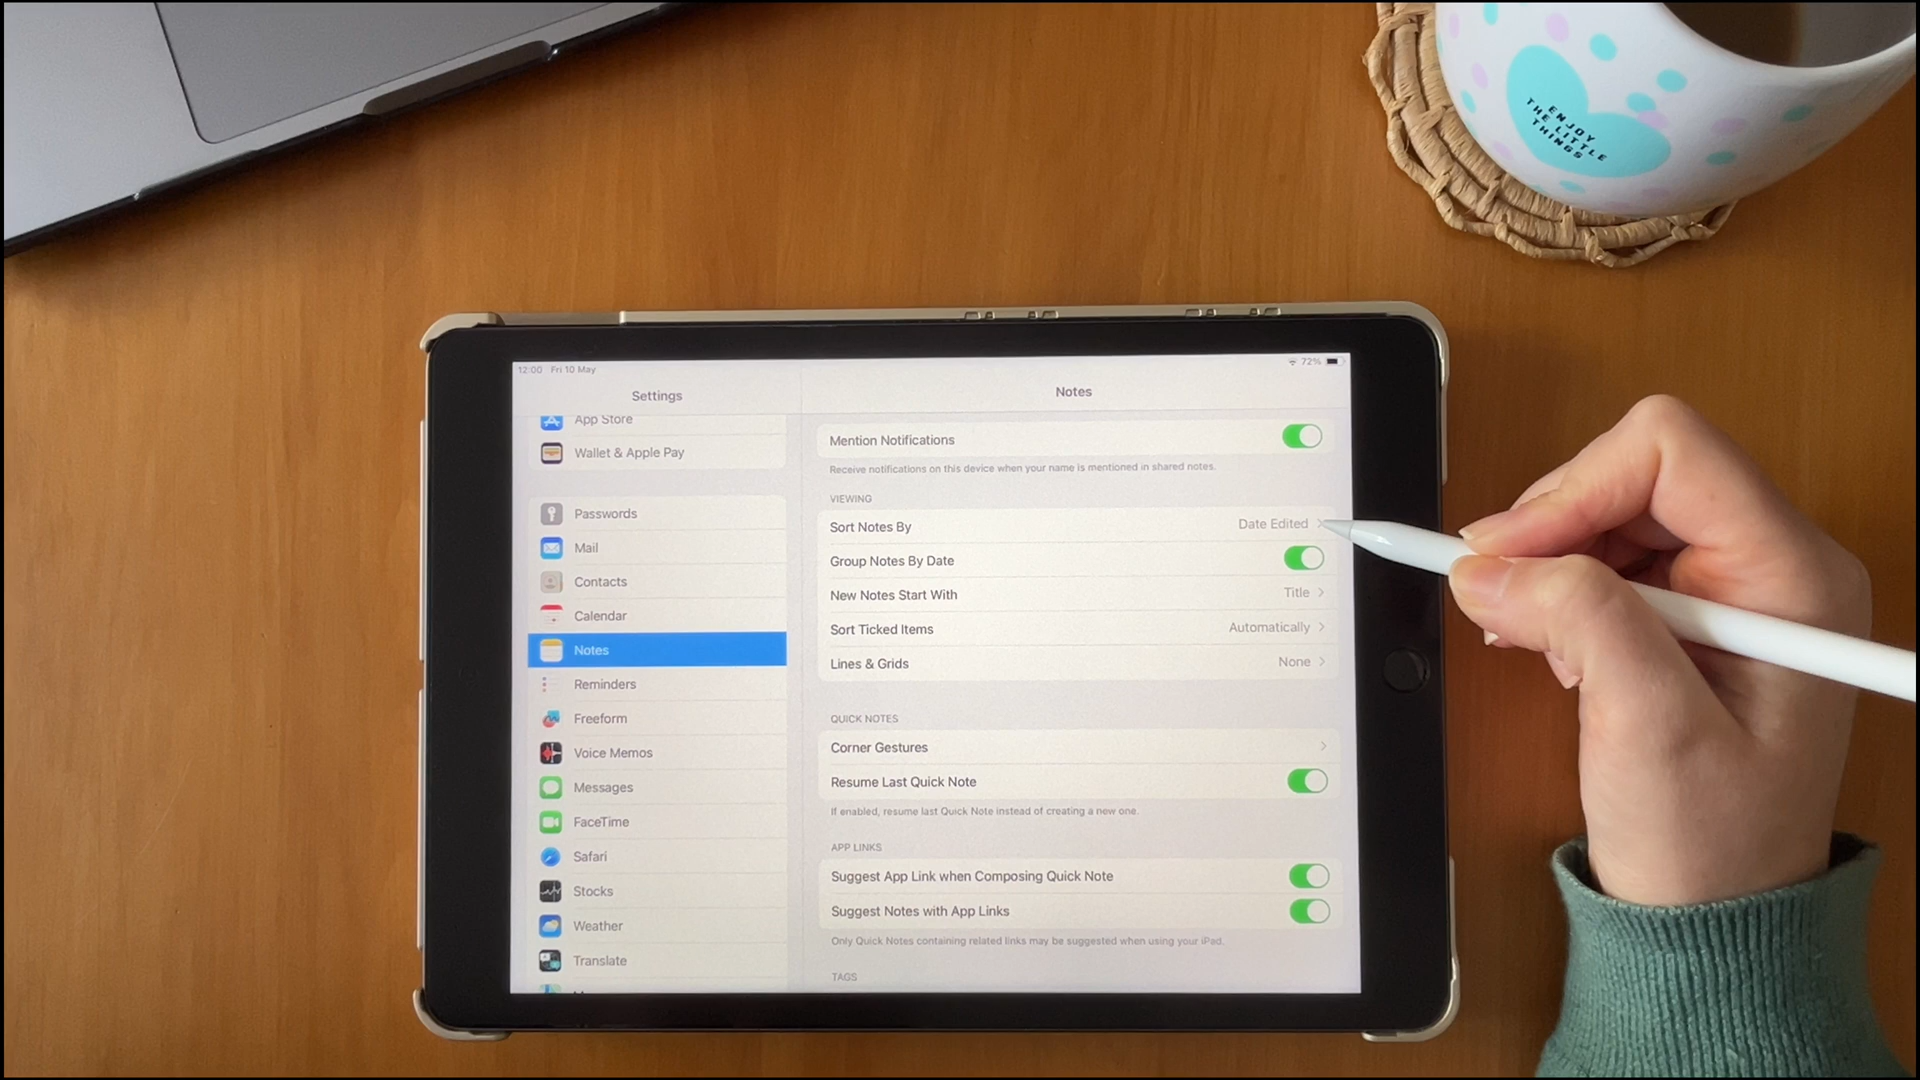 ENJOY
THE LITTLE
THINGS
12:00 Fri 10 May
72%
Settings
Notes
App Store
Wallet & Apple Pay
Passwords
Mail
Contacts
Calendar
Notes
Reminders
Freeform
Voice Memos
Messages
FaceTime
Safari
Stocks
Weather
Translate
Mention Notifications
Receive notifications on this device when your name is mentioned in shared notes.
VIEWING
Sort Notes By Date Edited
Group Notes By Date
New Notes Start With Title
Sort Ticked Items Automatically
Lines & Grids None
QUICK NOTES
Corner Gestures
Resume Last Quick Note
If enabled, resume last Quick Note instead of creating a new one.
APP LINKS
Suggest App Link when Composing Quick Note
Suggest Notes with App Links
Only Quick Notes containing related links may be suggested when using your iPad.
TAGS